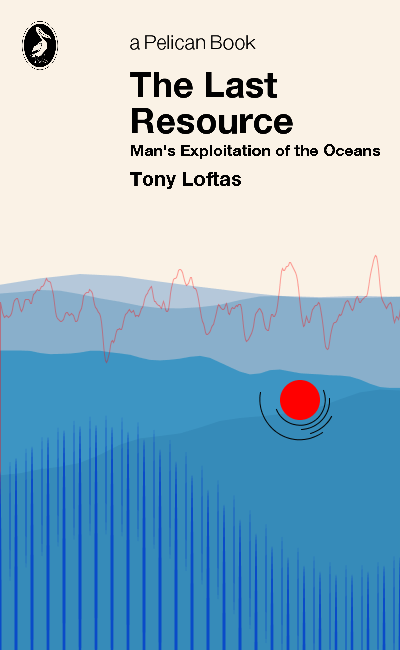 a Pelican Book
The Last
Resource
Man's Exploitation of the Oceans
Tony Loftas